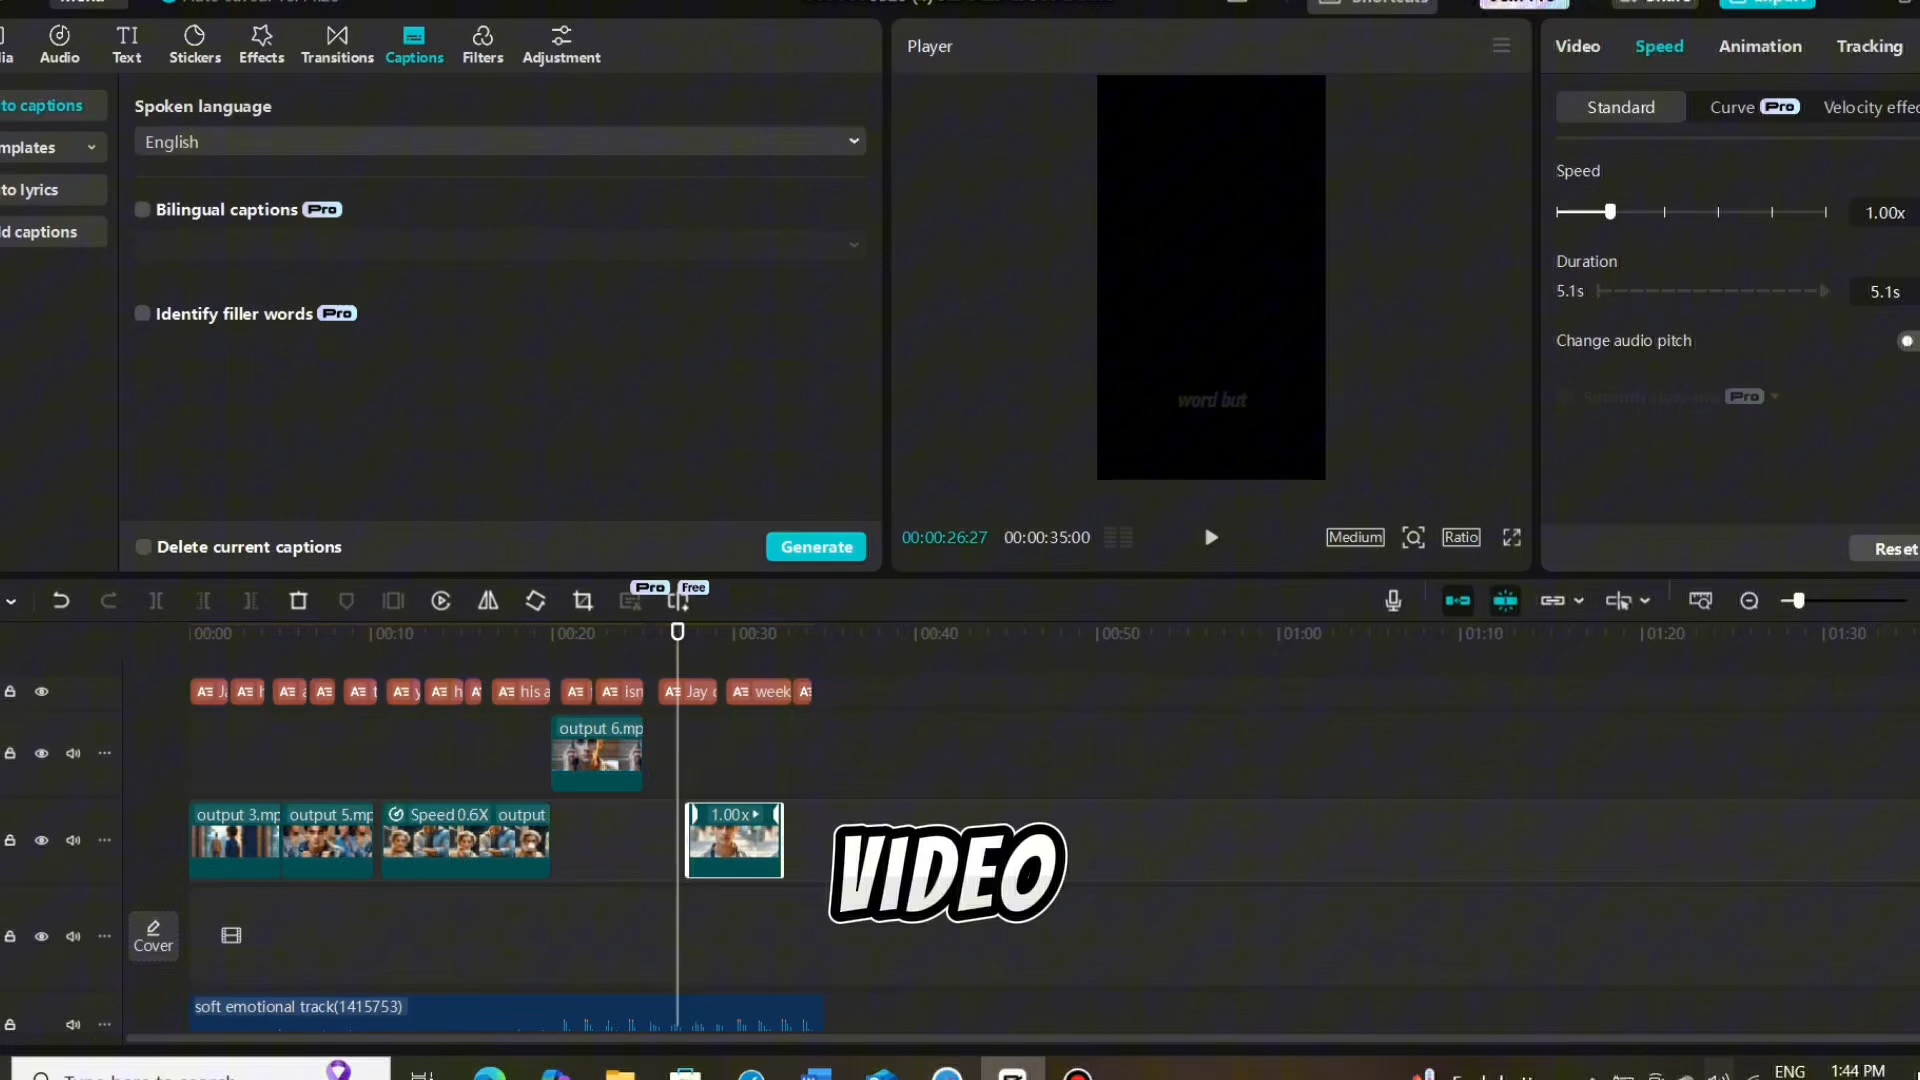 Audio
Text
Stickers
Effects
Transitions
Captions
Filters
Adjustment
to captions
mplates
to lyrics
d captions
Spoken language
English
Bilingual captions Pro
Identify filler words Pro
Delete current captions
Generate
Player
word but
00:00:26:27 00:00:35:00
Medium
Ratio
Video Speed Animation Tracking
Standard Curve Pro Velocity effec
Speed
1.00x
Duration
5.1s 5.1s
Change audio pitch
Pro
Reset
Pro Free
00:00 00:10 00:20 00:30 00:40 00:50 01:00 01:10 01:20 01:30
his a
isn
Jay
week
output 6.mp
output 3.mp output 5.mp Speed 0.6X output
1.00x
VIDEO
Cover
soft emotional track(1415753)
Type here to search
ENG 1:44 PM